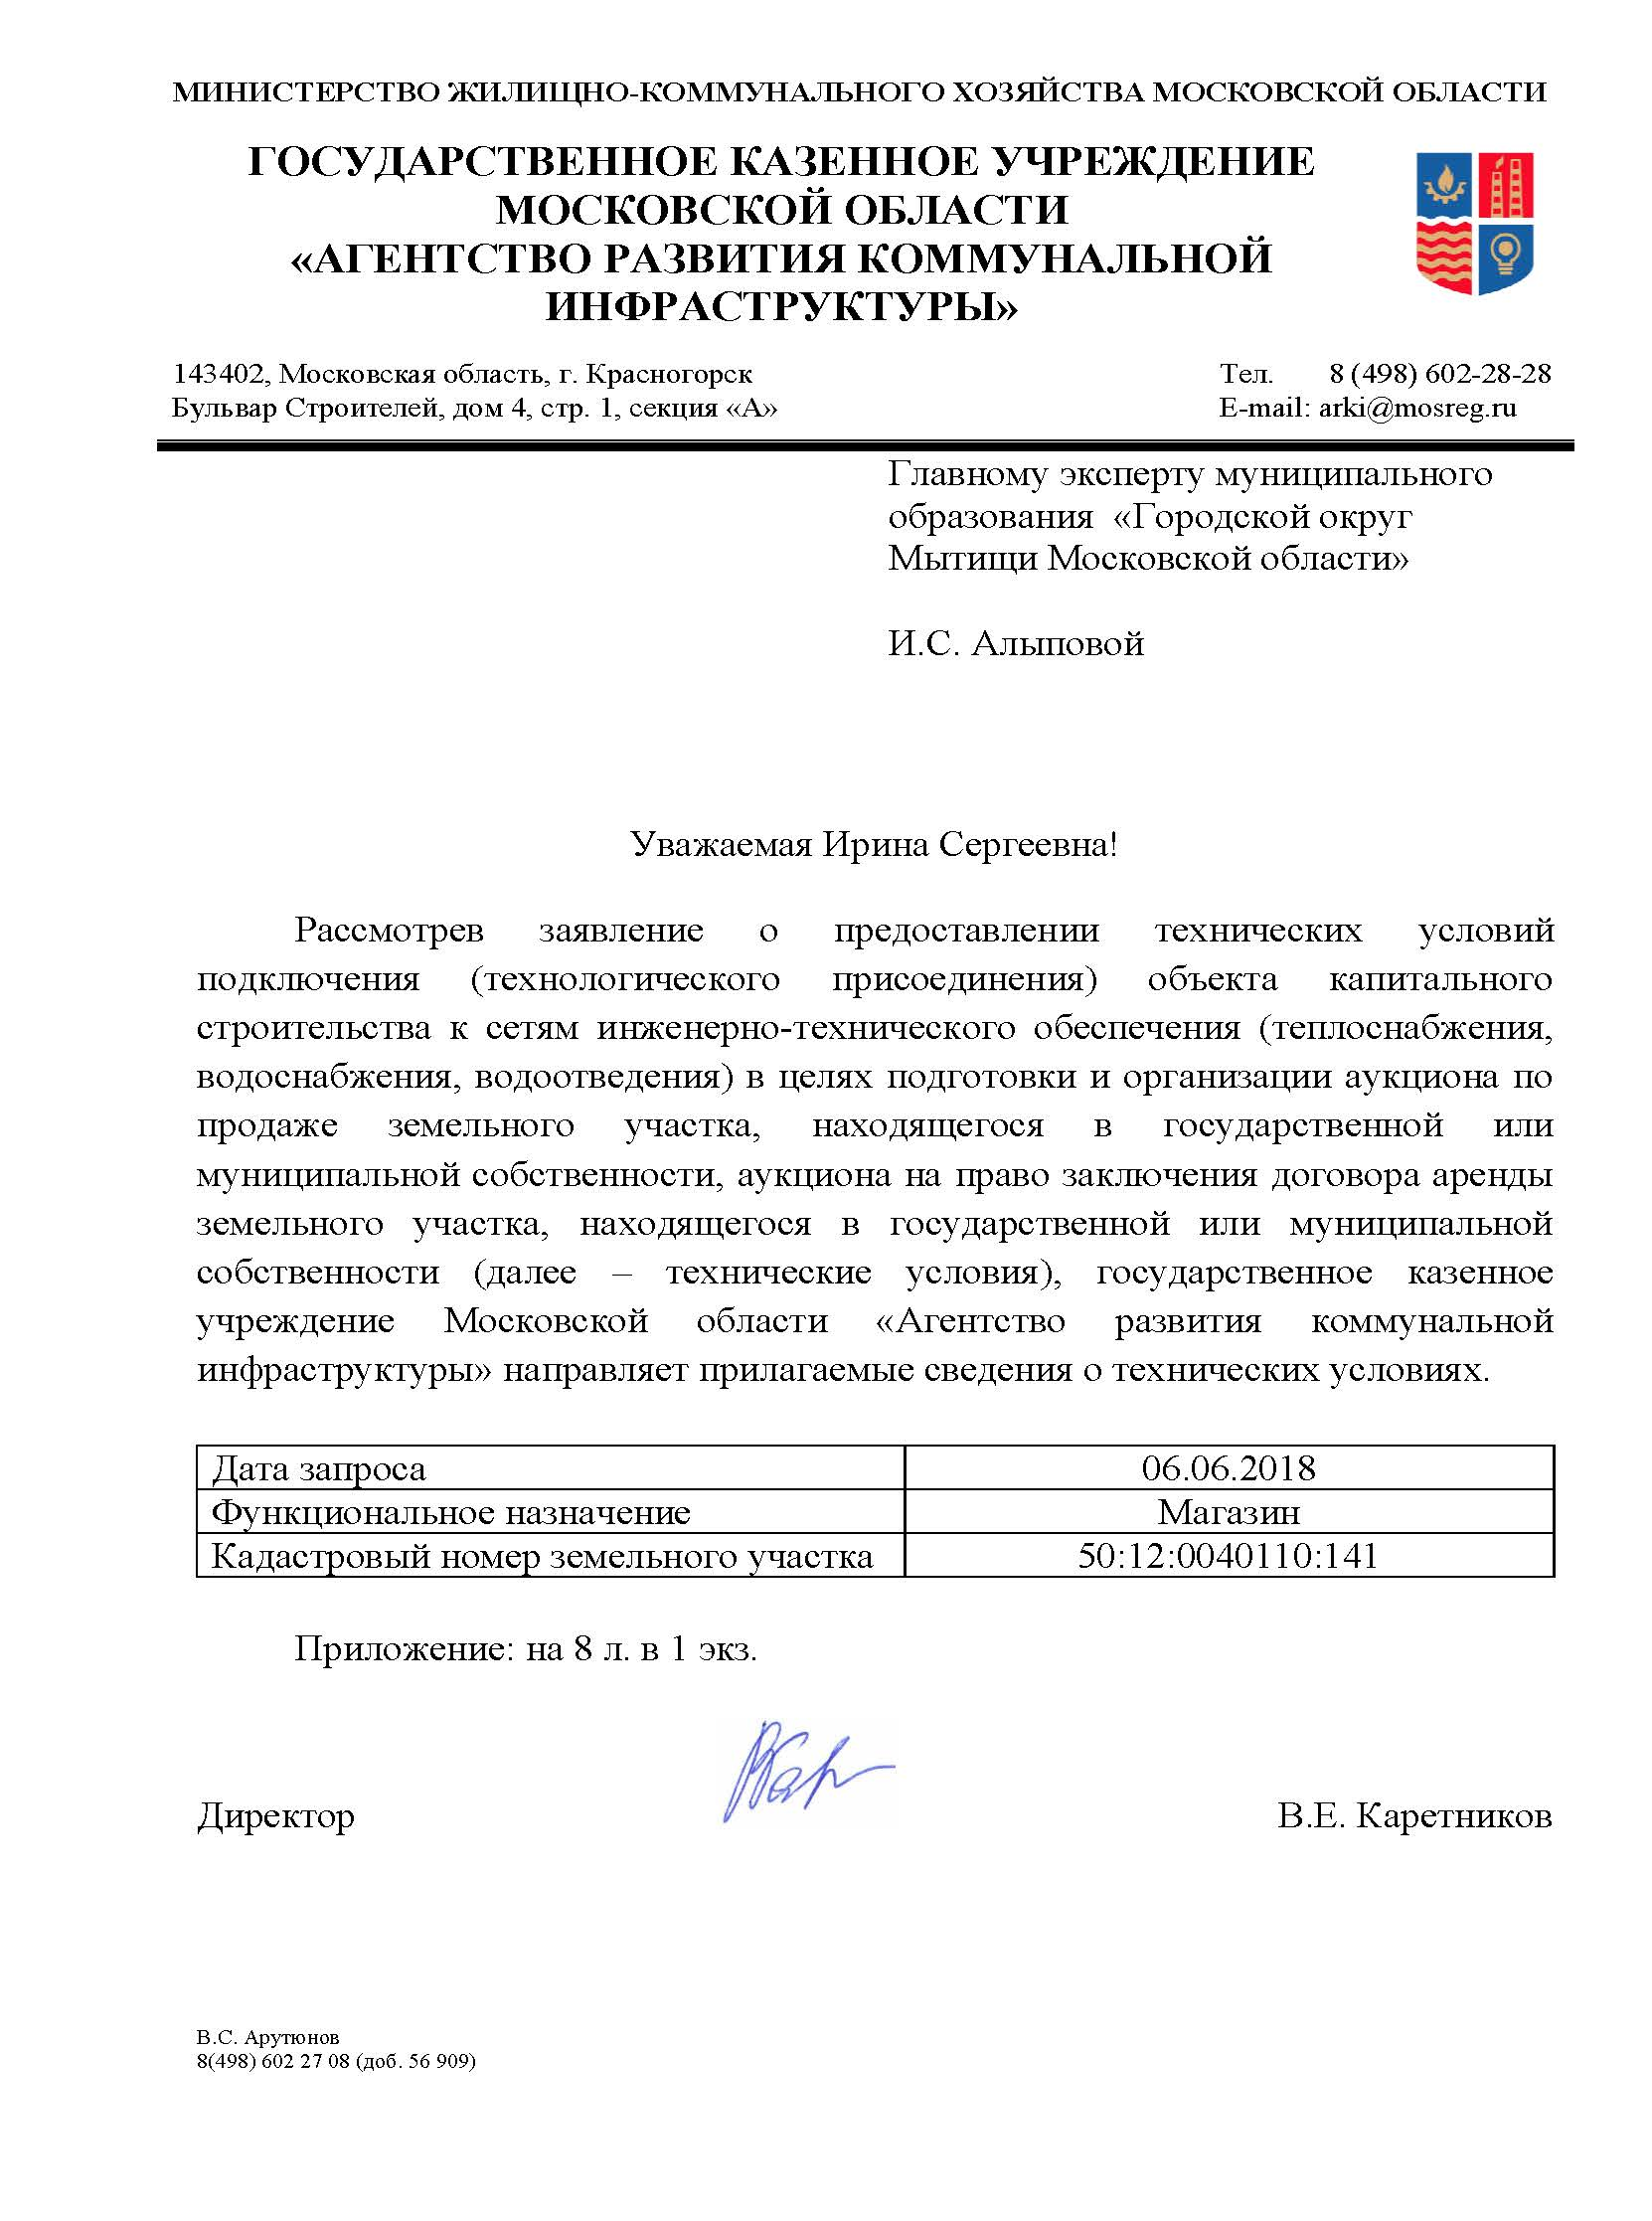 МИНИСТЕРСТВО ЖИЛИЩНО-КОММУНАЛЬНОГО ХОЗЯЙСТВА МОСКОВСКОЙ ОБЛАСТИ
ГОСУДАРСТВЕННОЕ КАЗЕННОЕ УЧРЕЖДЕНИЕ
МОСКОВСКОЙ ОБЛАСТИ
«АГЕНТСТВО РАЗВИТИЯ КОММУНАЛЬНОЙ
ИНФРАСТРУКТУРЫ»
143402, Московская область, г. Красногорск
Бульвар Строителей, дом 4, стр. 1, секция «А»
Тел. 8 (498) 602-28-28
E-mail: arki@mosreg.ru
Главному эксперту муниципального
образования «Городской округ
Мытищи Московской области»
И.С. Алыповой
Уважаемая Ирина Сергеевна!
Рассмотрев заявление о предоставлении технических условий
подключения (технологического присоединения) объекта капитального
строительства к сетям инженерно-технического обеспечения (теплоснабжения,
водоснабжения, водоотведения) в целях подготовки и организации аукциона по
продаже земельного участка, находящегося в государственной или
муниципальной собственности, аукциона на право заключения договора аренды
земельного участка, находящегося в государственной или муниципальной
собственности (далее – технические условия), государственное казенное
учреждение Московской области «Агентство развития коммунальной
инфраструктуры» направляет прилагаемые сведения о технических условиях.
Дата запроса 06.06.2018
Функциональное назначение Магазин
Кадастровый номер земельного участка 50:12:0040110:141
Приложение: на 8 л. в 1 экз.
Директор В.Е. Каретников
В.С. Арутюнов
8(498) 602 27 08 (доб. 56 909)